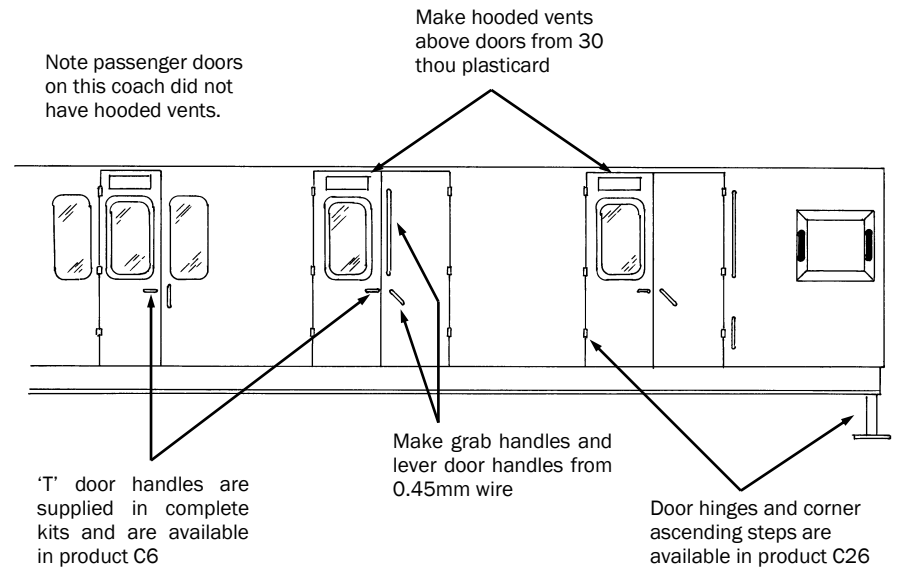 Make hooded vents
above doors from 30
thou plasticard
Note passenger doors
on this coach did not
have hooded vents.
Make grab handles and
lever door handles from
0.45mm wire
‘T’ door handles are
supplied in complete
kits and are available
in product C6
Door hinges and corner
ascending steps are
available in product C26